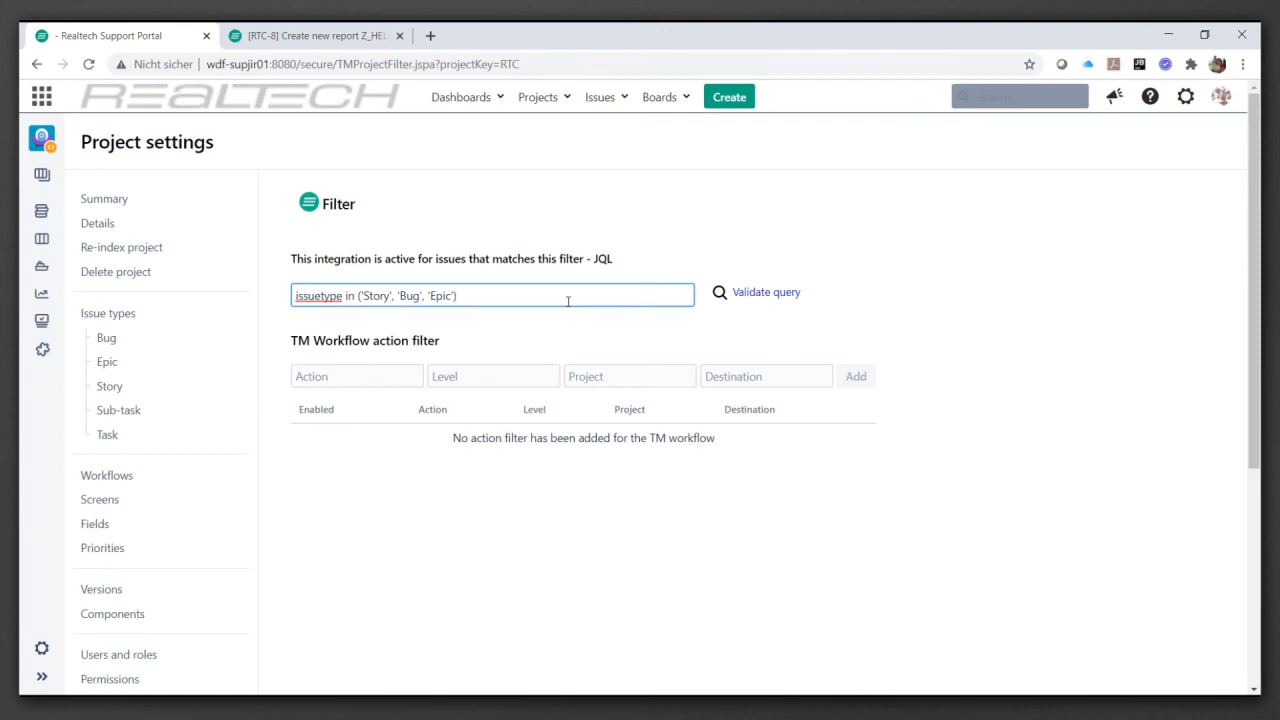 - Realtech Support Portal
[RTC-8] Create new report Z_HEL
Nicht sicher | wdf-supjir01:8080/secure/TMProjectFilter.jspa?projectKey=RTC
REALTECH
Dashboards
Projects
Issues
Boards
Create
Search
Project settings
Summary
Details
Re-index project
Delete project
Issue types
Bug
Epic
Story
Sub-task
Task
Workflows
Screens
Fields
Priorities
Versions
Components
Users and roles
Permissions
Filter
This integration is active for issues that matches this filter - JQL
issuetype in ('Story', 'Bug', 'Epic')
Validate query
TM Workflow action filter
Action Level Project Destination Add
Enabled Action Level Project Destination
No action filter has been added for the TM workflow